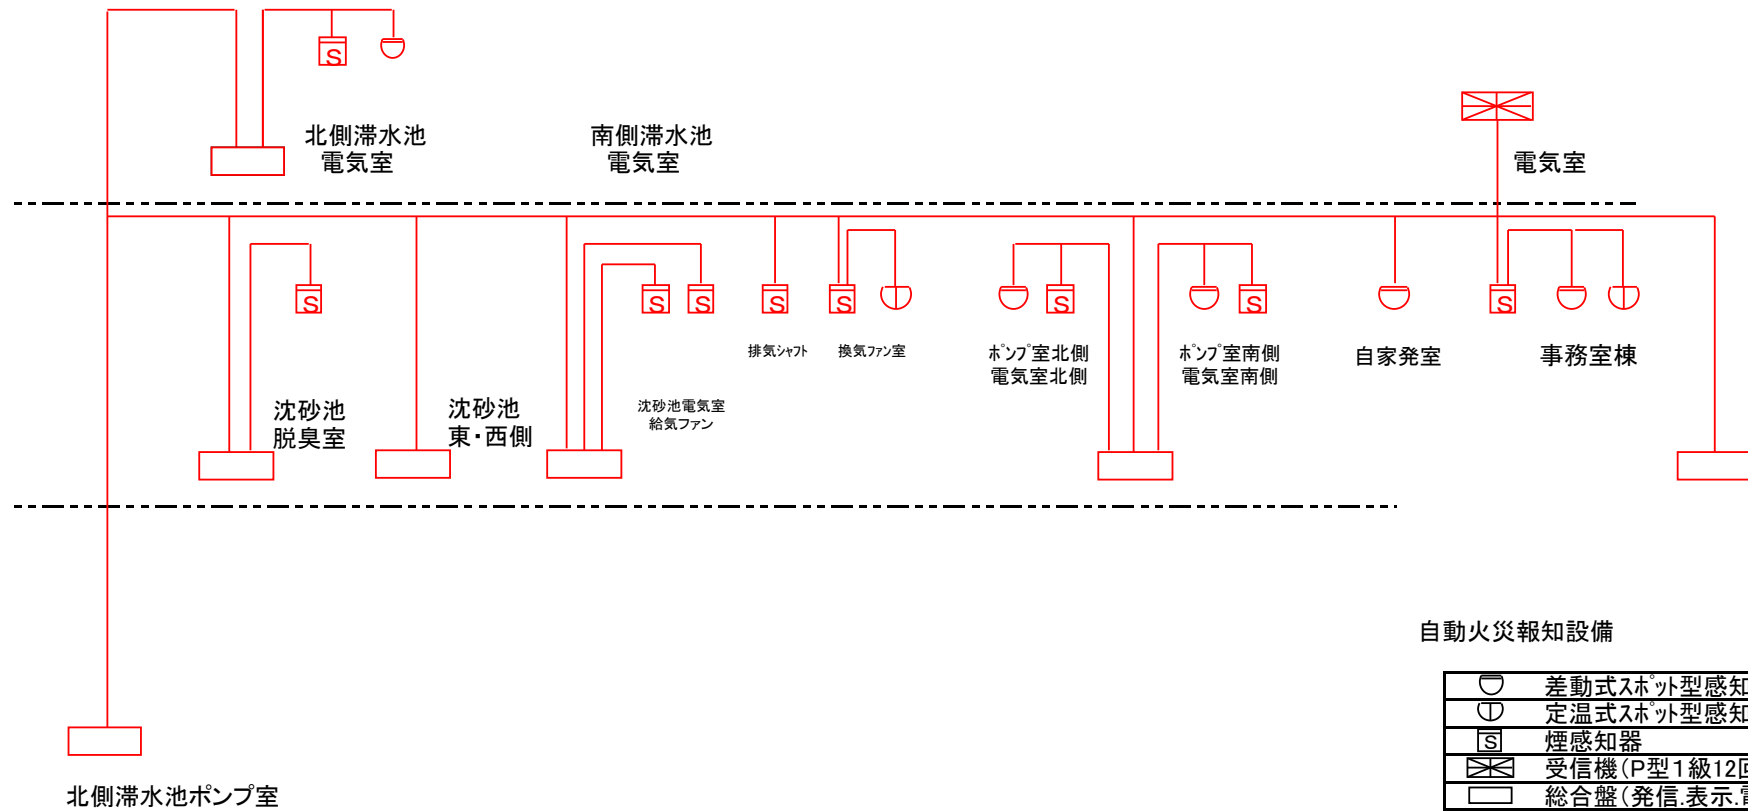 S
北側滞水池
電気室
南側滞水池
電気室
電気室
S
S
S
S
S
S
S
S
排気ｼｬﾌﾄ
換気ﾌｧﾝ室
ﾎﾟﾝﾌﾟ室北側
電気室北側
ﾎﾟﾝﾌﾟ室南側
電気室南側
自家発室
事務室棟
沈砂池
脱臭室
沈砂池
東・西側
沈砂池電気室
給気ファン
自動火災報知設備
差動式ｽﾎﾟｯﾄ型感知
定温式ｽﾎﾟｯﾄ型感知
S 煙感知器
受信機(P型1級12回
総合盤(発信.表示.電
北側滞水池ポンプ室